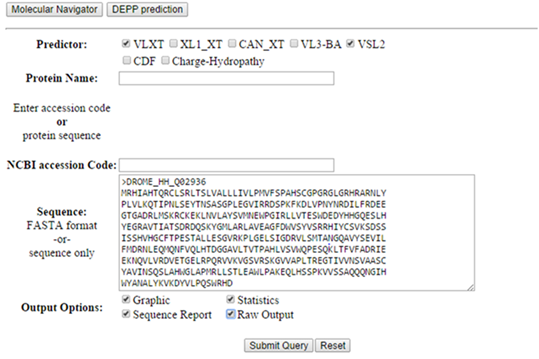 Molecular Navigator DEPP prediction
Predictor: VLXT XL1_XT CAN_XT VL3-BA VSL2
CDF Charge-Hydropathy
Protein Name:
Enter accession code
or
protein sequence
NCBI accession Code:
Sequence:
FASTA format
-or-
sequence only
>DROME_HH_Q02936
MRHIAHTQRCLSRLTSLVALLLIVLPMVFSPAHSCGPGRGLGRHRARNLY
PLVLKQTIPNLSEYTNSASGPLEGVIRRDSPKFKDLVPNYNRDILFRDEE
GTGADRLMSKRCKEKLNVLAYSVMNEWPGIRLLVTESWDEDYHHGQESLH
YEGRAVTIATSDRDQSKYGMLARLAVEAGFDWVSYVSRRHIYCSVKSDSS
ISSHVHGCFTPESTALLESGVRKPLGELSIGDRVLSMTANGQAVYSEVIL
FMDRNLEQMQNFVQLHTDGGAVLTVTPAHLVSVWQPESQKLTFVFADRIE
EKNQVLVRDVETGELRPQRVVKVGSVRSKGVVAPLTREGTIVVNSVAASC
YAVINSQSLAHWGLAPMRLLSTLEAWLPAKEQLHSSPKVVSSAQQQNGIH
WYANALYKVKDYVLPQSWRHD
Output Options: Graphic Statistics
Sequence Report Raw Output
Submit Query Reset